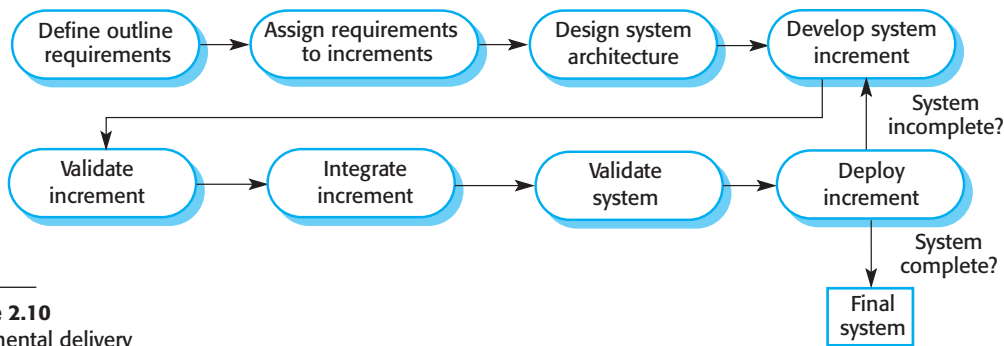 Define outline
requirements
Assign requirements
to increments
Design system
architecture
Develop system
increment
System
incomplete?
Validate
increment
Integrate
increment
Validate
system
Deploy
increment
System
complete?
Final
system
2.10
mental delivery